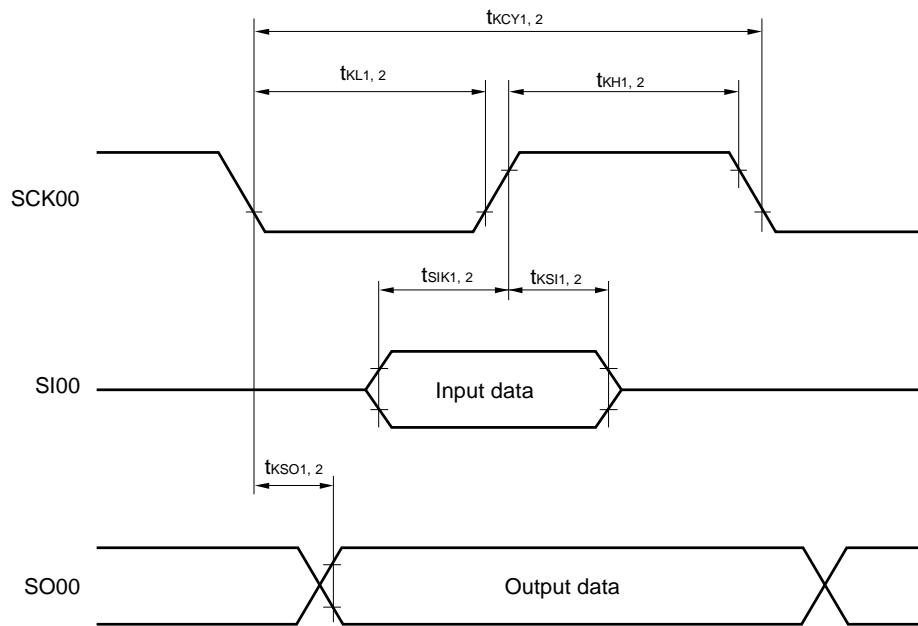 tKCY1, 2
tKL1, 2
tKH1, 2
SCK00
tSIK1, 2
tKSI1, 2
SI00
Input data
tKSO1, 2
SO00
Output data